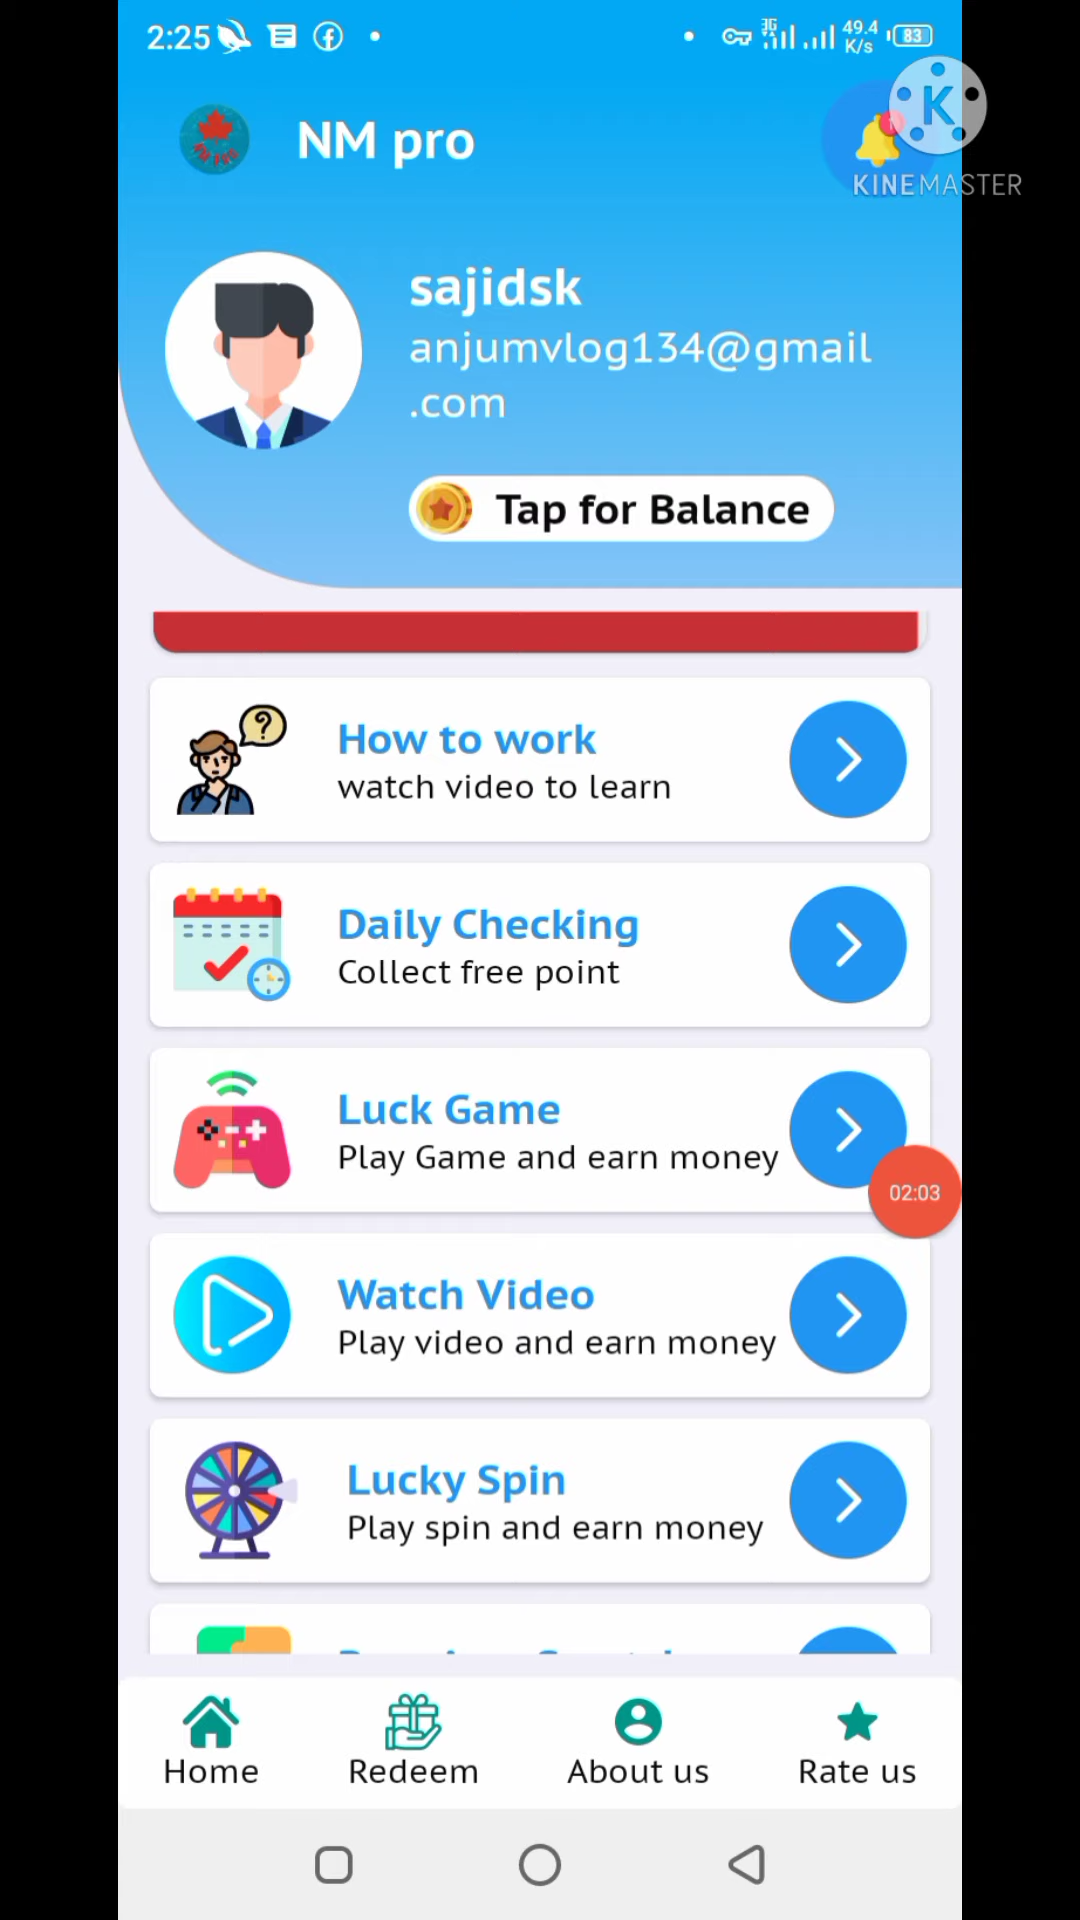 2:25
3G
49.4
K/s
83
NM pro
K
KINEMASTER
sajidsk
anjumvlog134@gmail
.com
Tap for Balance
How to work
watch video to learn
Daily Checking
Collect free point
Luck Game
Play Game and earn money
02:03
Watch Video
Play video and earn money
Lucky Spin
Play spin and earn money
Home
Redeem
About us
Rate us